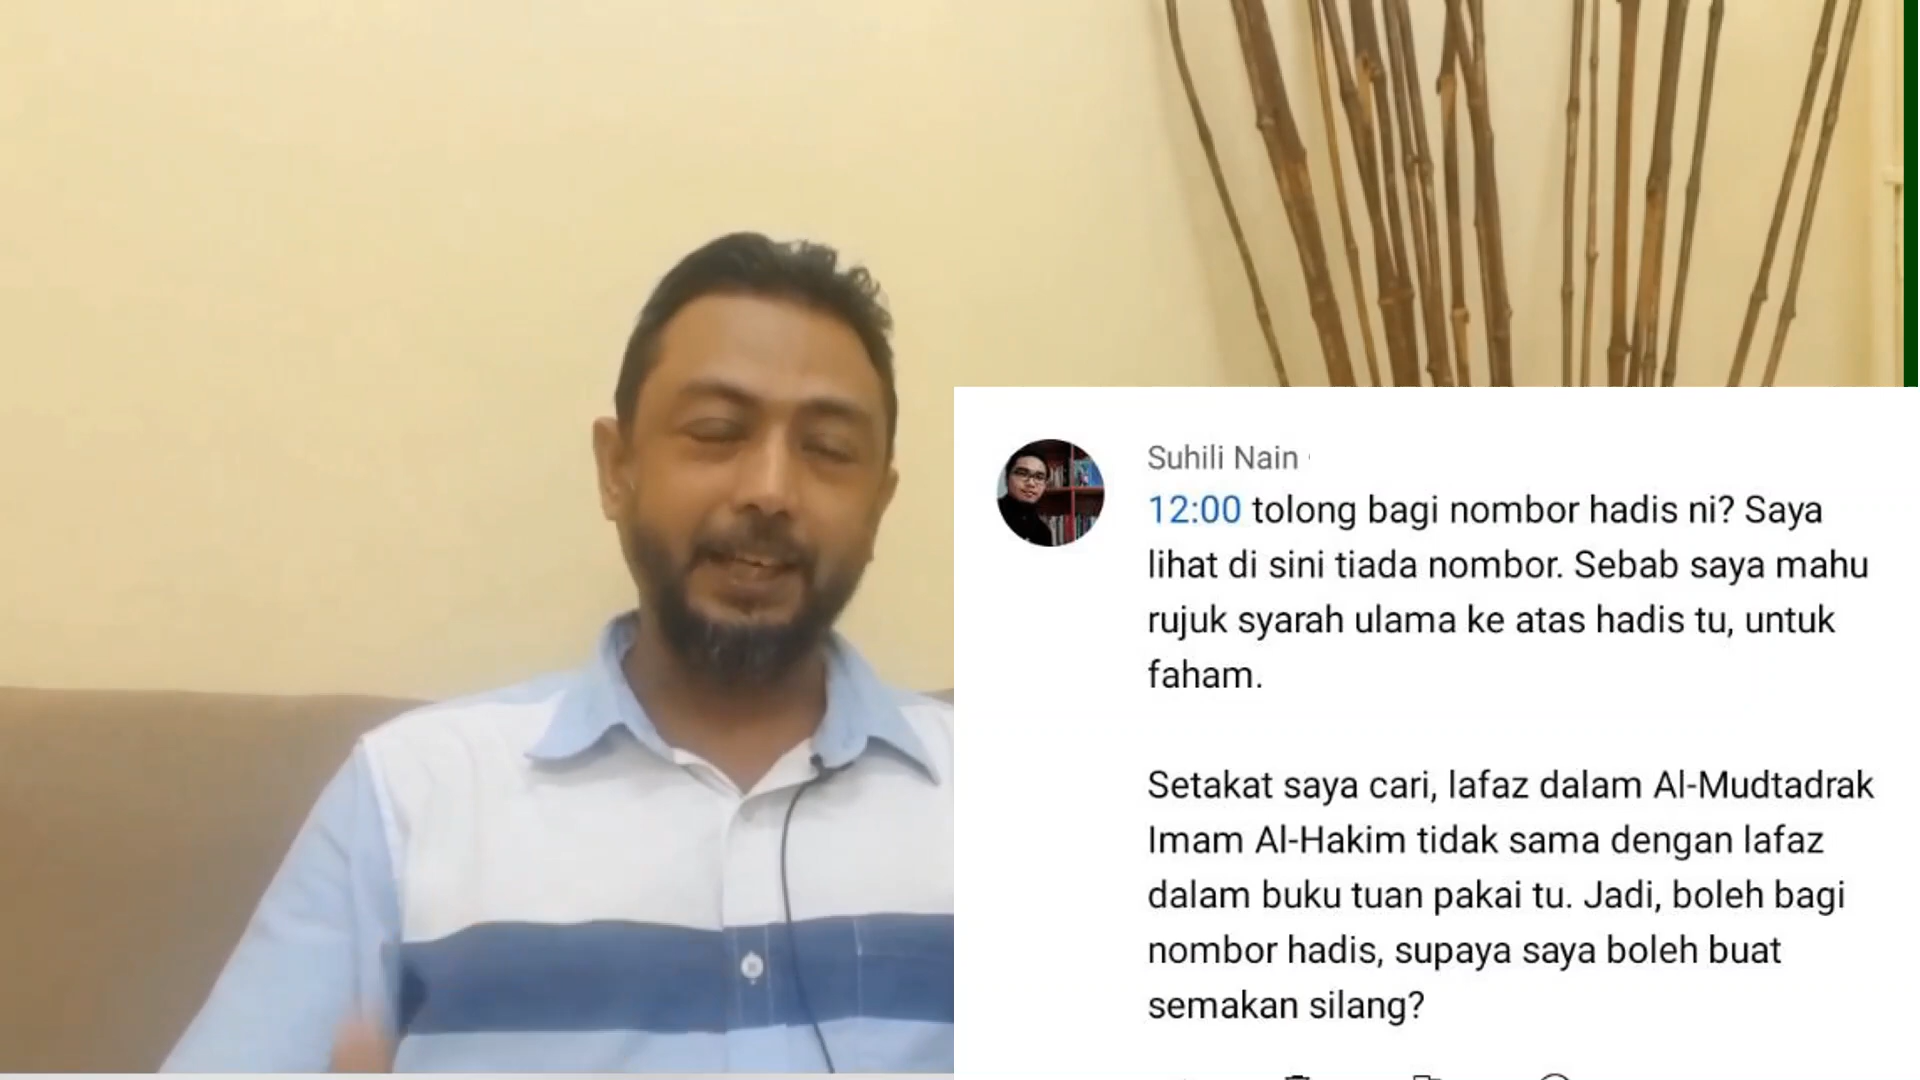 Suhili Nain
12:00 tolong bagi nombor hadis ni? Saya
lihat di sini tiada nombor. Sebab saya mahu
rujuk syarah ulama ke atas hadis tu, untuk
faham.
Setakat saya cari, lafaz dalam Al-Mudtadrak
Imam Al-Hakim tidak sama dengan lafaz
dalam buku tuan pakai tu. Jadi, boleh bagi
nombor hadis, supaya saya boleh buat
semakan silang?